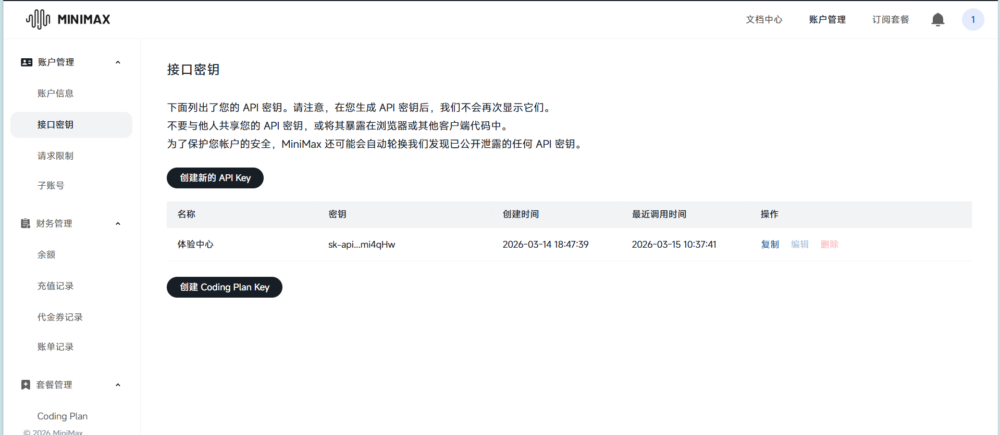 MINIMAX
文档中心
账户管理
订阅套餐
1
账户管理
账户信息
接口密钥
请求限制
子账号
财务管理
余额
充值记录
代金券记录
账单记录
套餐管理
Coding Plan
© 2026 MiniMax
接口密钥
下面列出了您的 API 密钥。请注意，在您生成 API 密钥后，我们不会再次显示它们。
不要与他人共享您的 API 密钥，或将其暴露在浏览器或其他客户端代码中。
为了保护您帐户的安全，MiniMax 还可能会自动轮换我们发现已公开泄露的任何 API 密钥。
创建新的 API Key
名称 密钥 创建时间 最近调用时间 操作
体验中心 sk-api...mi4qHw 2026-03-14 18:47:39 2026-03-15 10:37:41 复制 编辑 删除
创建 Coding Plan Key